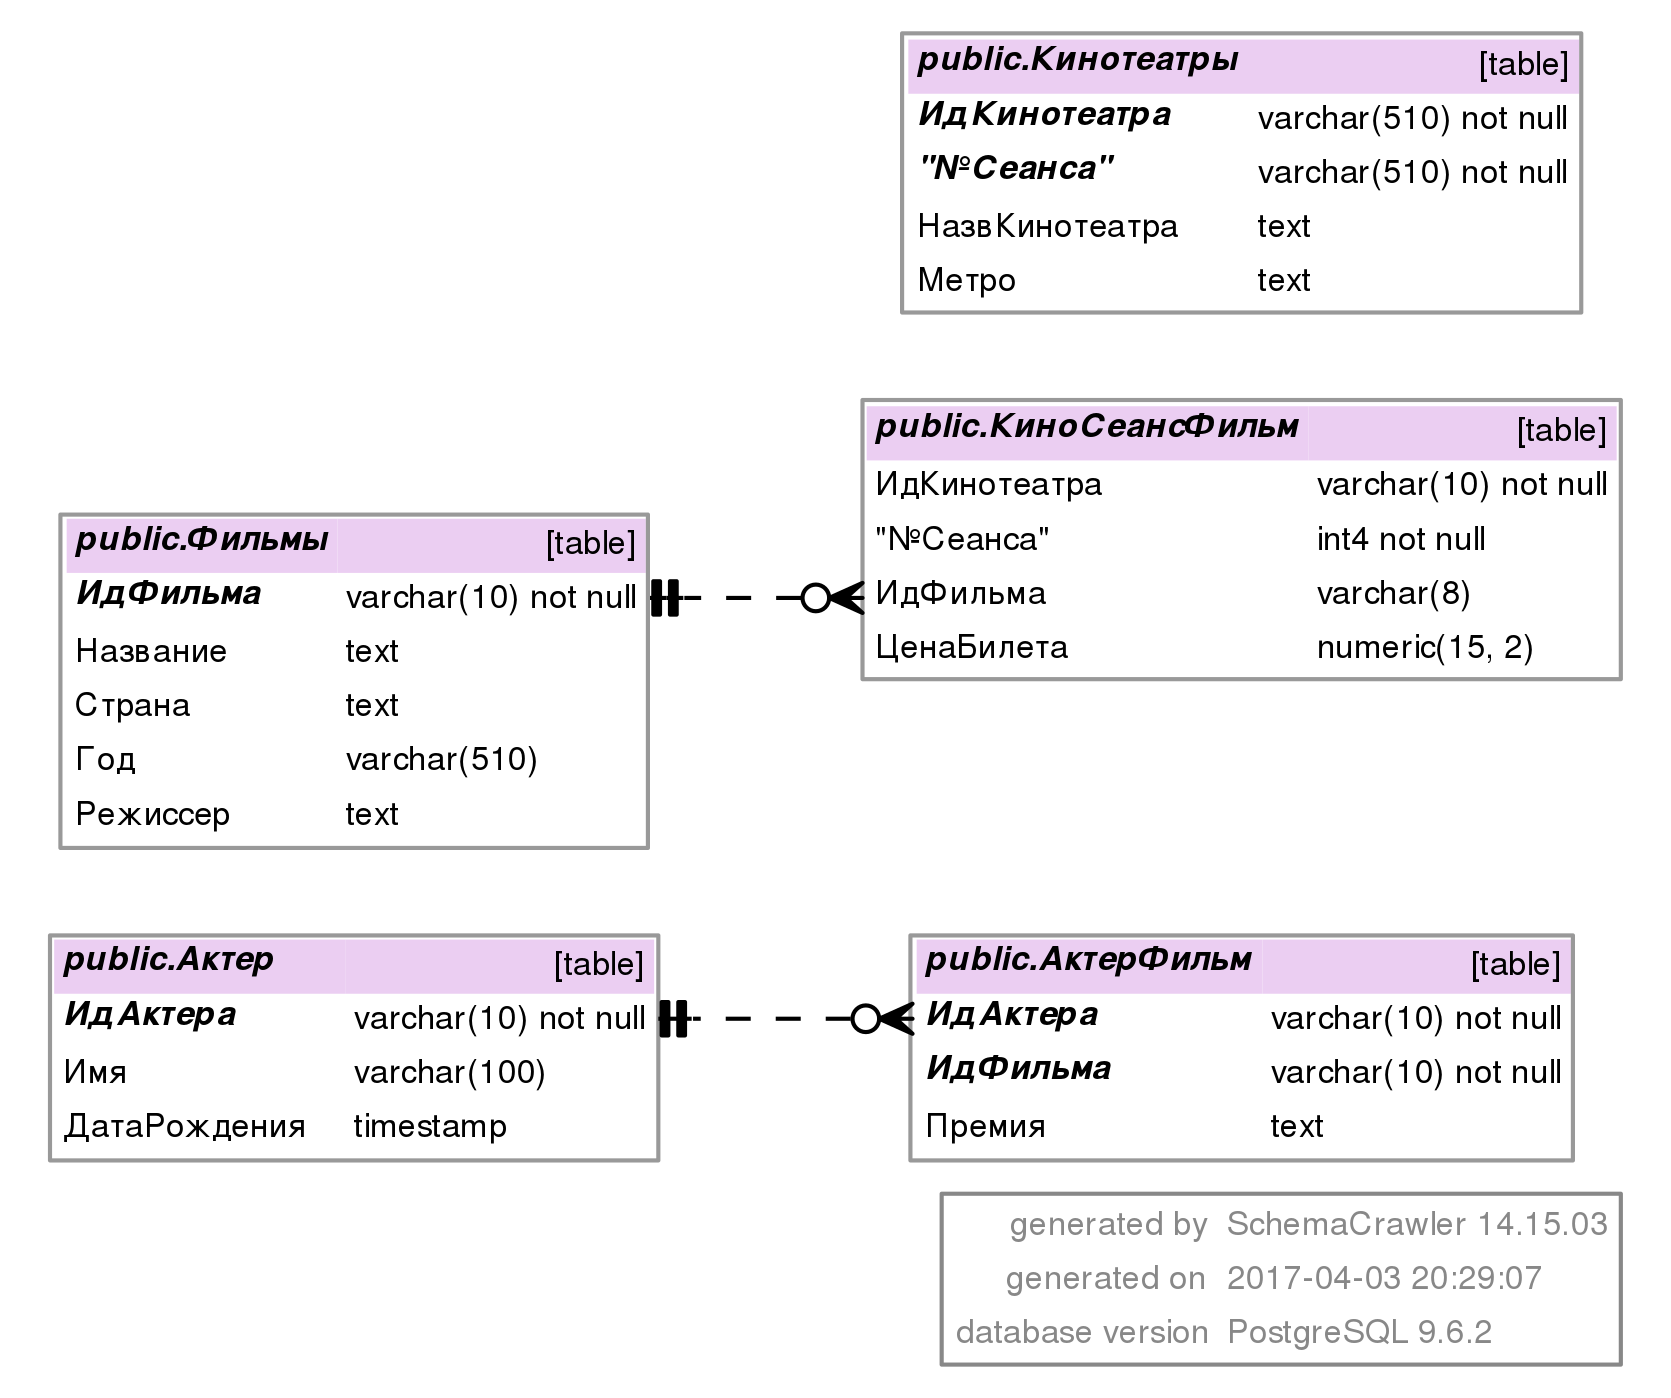 public.Кинотеатры [table]
ИдКинотеатра varchar(510) not null
"№Сеанса" varchar(510) not null
НазвКинотеатра text
Метро text
public.КиноСеансФильм [table]
ИдКинотеатра varchar(10) not null
"№Сеанса" int4 not null
ИдФильма varchar(8)
ЦенаБилета numeric(15, 2)
public.Фильмы [table]
ИдФильма varchar(10) not null
Название text
Страна text
Год varchar(510)
Режиссер text
public.Актер [table]
ИдАктера varchar(10) not null
Имя varchar(100)
ДатаРождения timestamp
public.АктерФильм [table]
ИдАктера varchar(10) not null
ИдФильма varchar(10) not null
Премия text
generated by SchemaCrawler 14.15.03
generated on 2017-04-03 20:29:07
database version PostgreSQL 9.6.2